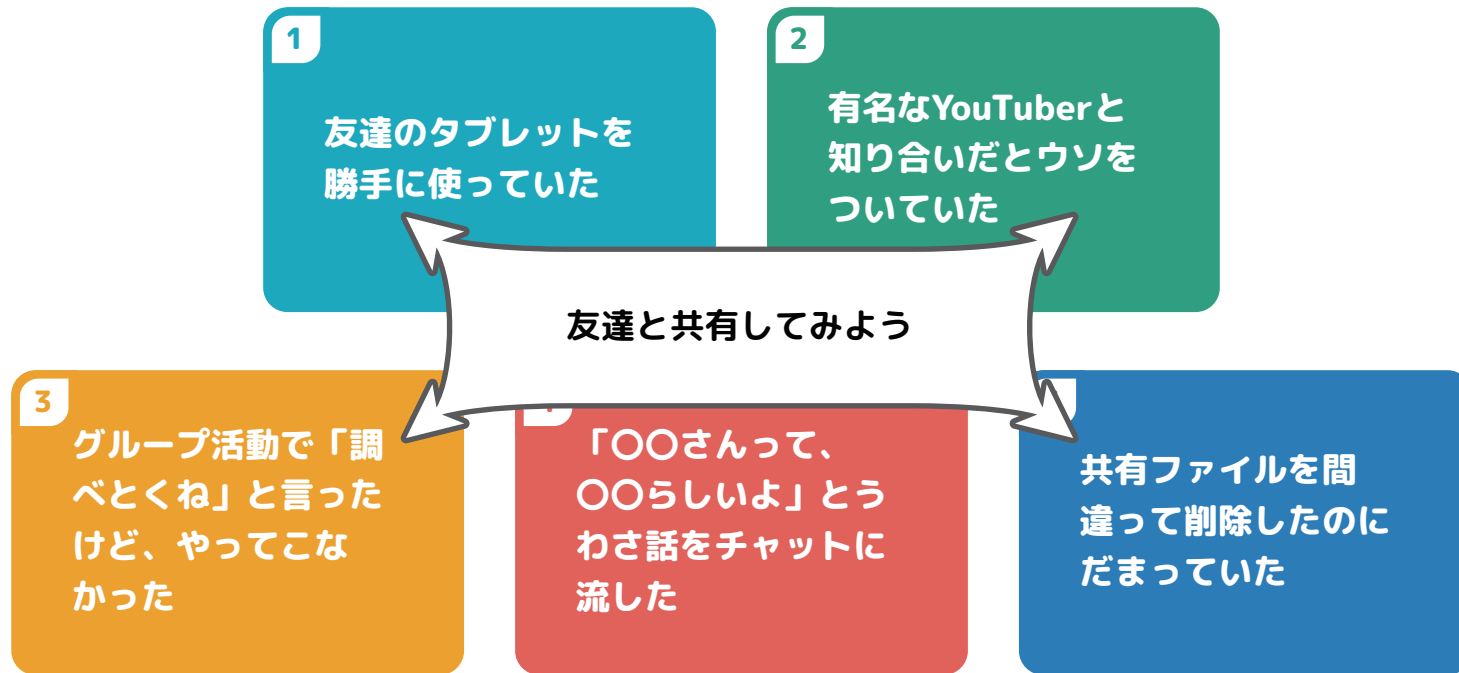 1
友達のタブレットを
勝手に使っていた
2
有名なYouTuberと
知り合いだとウソを
ついていた
友達と共有してみよう
3
グループ活動で「調
べとくね」と言った
けど、やってこな
かった
「〇〇さんって、
〇〇らしいよ」とう
わさ話をチャットに
流した
共有ファイルを間
違って削除したのに
だまっていた